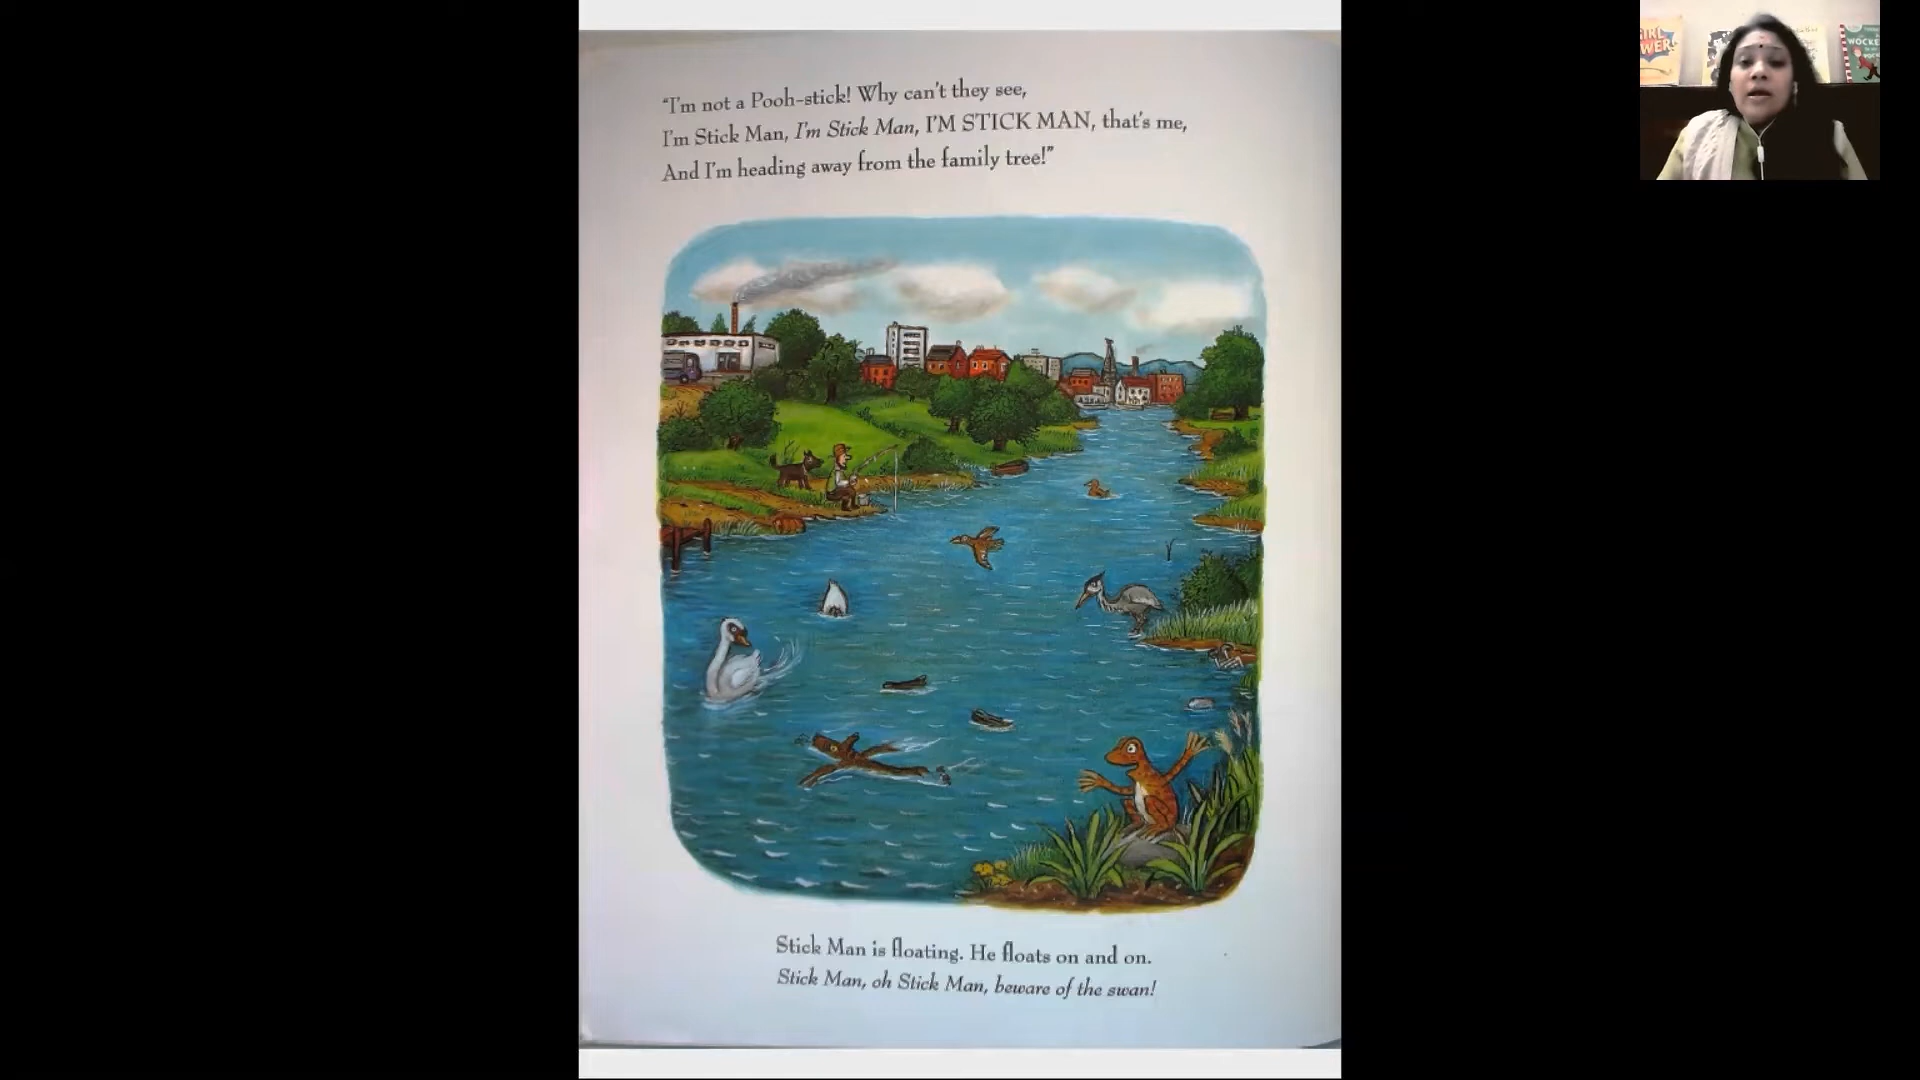 “I'm not a Pooh-stick! Why can't they see,
I'm Stick Man, I'm Stick Man, I'M STICK MAN, that's me,
And I'm heading away from the family tree!”
Stick Man is floating. He floats on and on.
Stick Man, oh Stick Man, beware of the swan!
GIRL